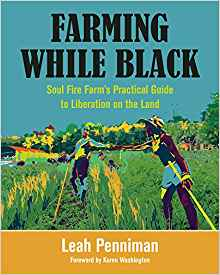 FARMING
WHILE BLACK
Soul Fire Farm's Practical Guide
to Liberation on the Land
Leah Penniman
Foreword by Karen Washington